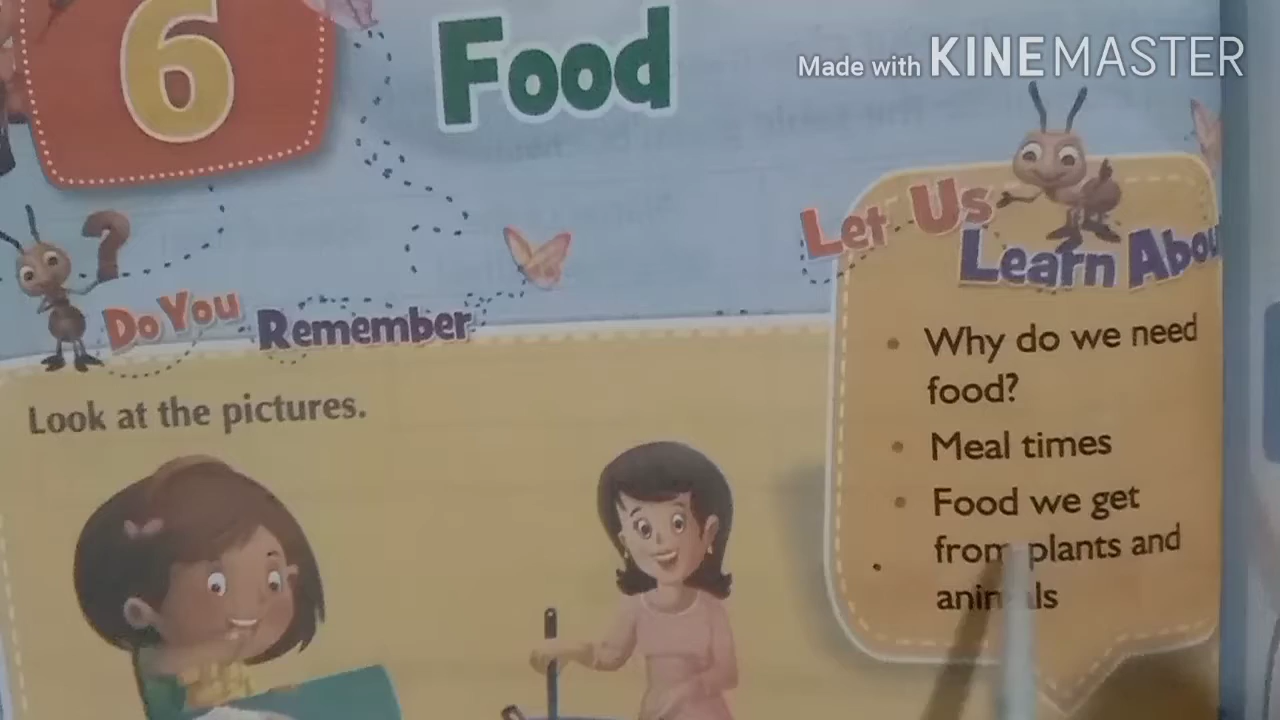 6
Food
Made with KINEMASTER
?
Do You Remember
Look at the pictures.
Let Us
Learn
Why do we need
food?
Meal times
Food we get
from plants and
animals